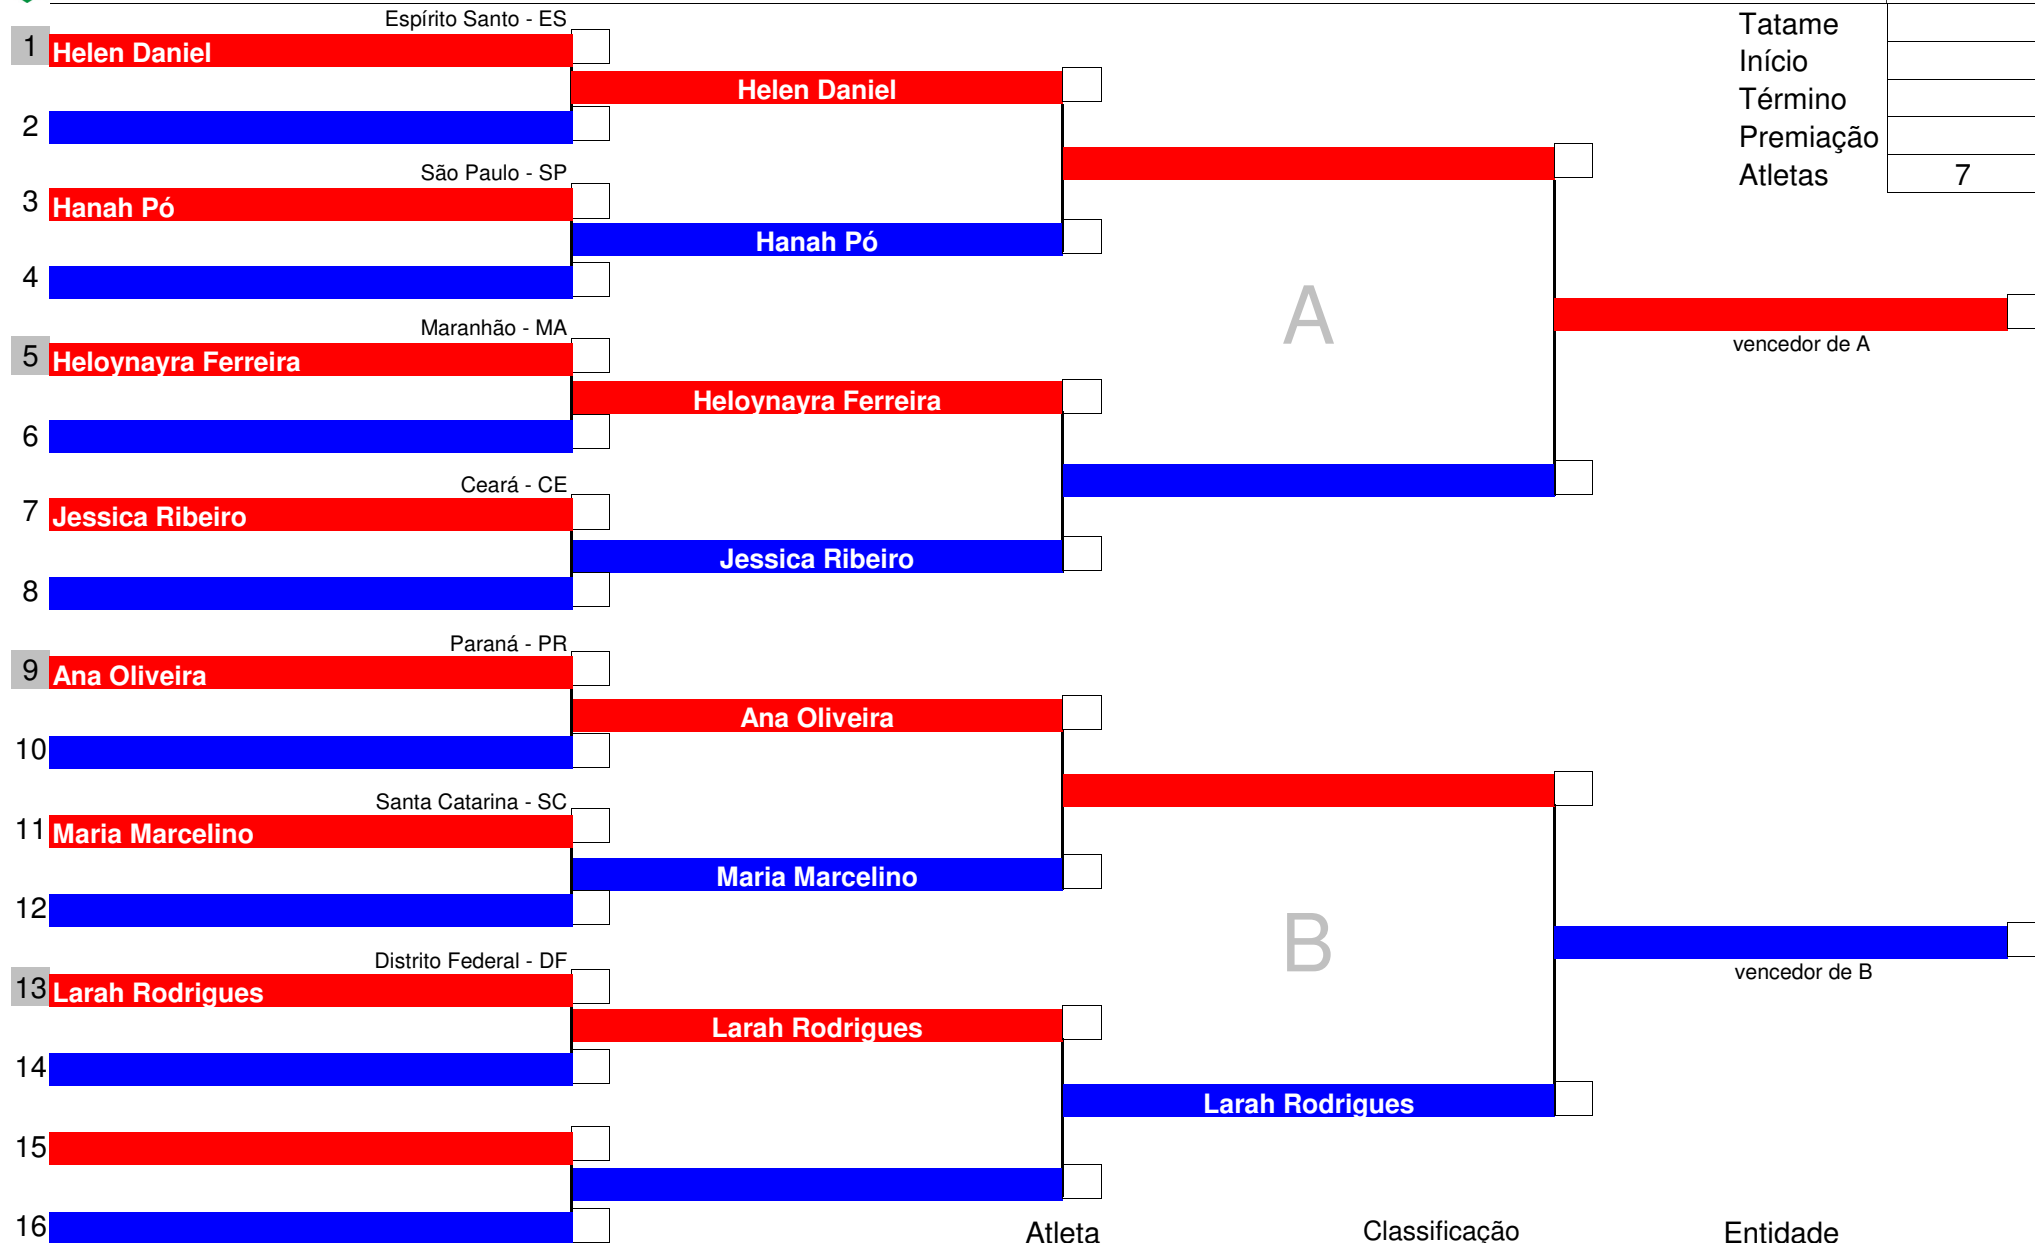 Espírito Santo - ES
1 Helen Daniel
Helen Daniel
2
São Paulo - SP
3 Hanah Pó
Hanah Pó
4
Maranhão - MA
5 Heloynayra Ferreira
Heloynayra Ferreira
6
Ceará - CE
7 Jessica Ribeiro
Jessica Ribeiro
8
Paraná - PR
9 Ana Oliveira
Ana Oliveira
10
Santa Catarina - SC
11 Maria Marcelino
Maria Marcelino
12
Distrito Federal - DF
13 Larah Rodrigues
Larah Rodrigues
14
Larah Rodrigues
15
16
A
vencedor de A
B
vencedor de B
Tatame
Início
Término
Premiação
Atletas 7
Atleta Classificação Entidade